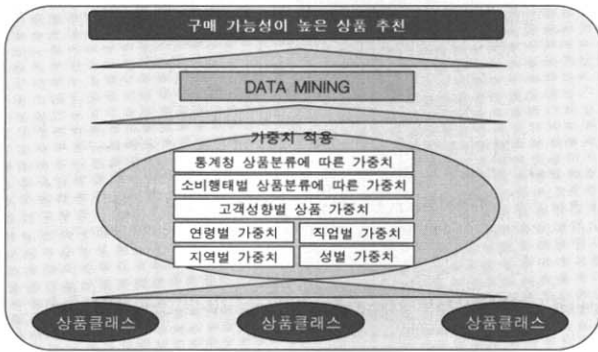 구매 가능성이 높은 상품 추천
DATA MINING
가중치 적용
통계청 상품분류에 따른 가중치
소비행태별 상품분류에 따른 가중치
고객성향별 상품 가중치
연령별 가중치 직업별 가중치
지역별 가중치 성별 가중치
상품클래스 상품클래스 상품클래스